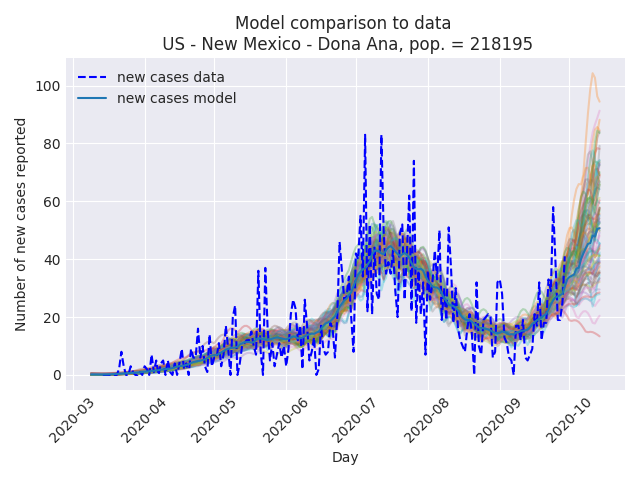 Model comparison to data
US - New Mexico - Dona Ana, pop. = 218195
new cases data
new cases model
Number of new cases reported
100
80
60
40
20
0
2020-03
2020-04
2020-05
2020-06
2020-07
2020-08
2020-09
2020-10
Day